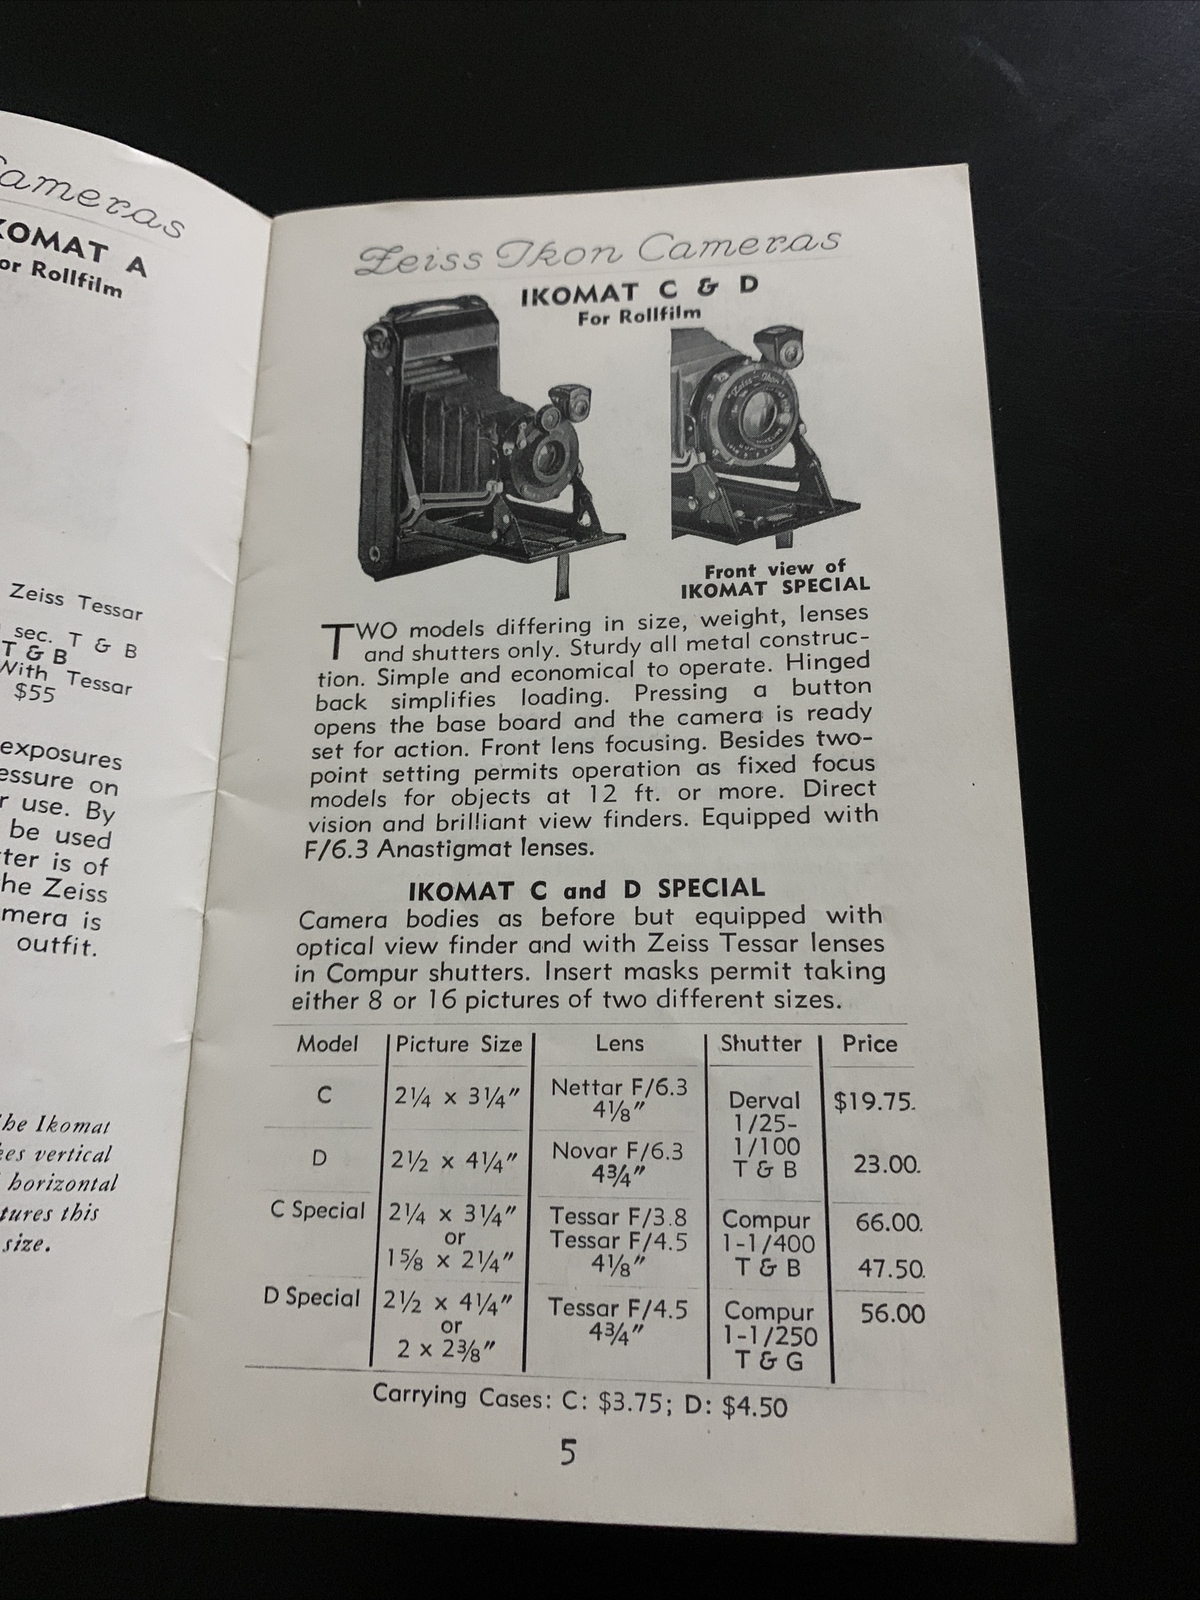 Cameras
KOMAT A
or Rollfilm
Zeiss Tessar
sec. T & B
T & B
With Tessar
$55
exposures
essure on
r use. By
be used
tter is of
he Zeiss
mera is
outfit.
he Ikomat
kes vertical
horizontal
tures this
size.
Zeiss Ikon Cameras
IKOMAT C & D
For Rollfilm
Front view of
IKOMAT SPECIAL
TWO models differing in size, weight, lenses
and shutters only. Sturdy all metal construc-
tion. Simple and economical to operate. Hinged
back simplifies loading. Pressing a button
opens the base board and the camera is ready
set for action. Front lens focusing. Besides two-
point setting permits operation as fixed focus
models for objects at 12 ft. or more. Direct
vision and brilliant view finders. Equipped with
F/6.3 Anastigmat lenses.
IKOMAT C and D SPECIAL
Camera bodies as before but equipped with
optical view finder and with Zeiss Tessar lenses
in Compur shutters. Insert masks permit taking
either 8 or 16 pictures of two different sizes.
Model Picture Size Lens Shutter Price
C 2¼ x 3¼" Nettar F/6.3 4⅛" Derval 1/25- 1/100 T & B $19.75.
D 2½ x 4¼" Novar F/6.3 4¾" 23.00.
C Special 2¼ x 3¼" or 1⅝ x 2¼" Tessar F/3.8 Tessar F/4.5 4⅛" Compur 1-1/400 T & B 66.00. 47.50.
D Special 2½ x 4¼" or 2 x 2⅜" Tessar F/4.5 4¾" Compur 1-1/250 T & G 56.00
Carrying Cases: C: $3.75; D: $4.50
5